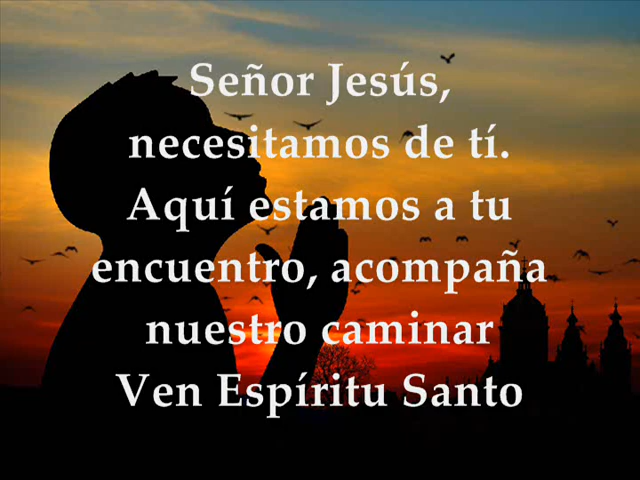 Señor Jesús,
necesitamos de tí.
Aquí estamos a tu
encuentro, acompaña
nuestro caminar
Ven Espíritu Santo